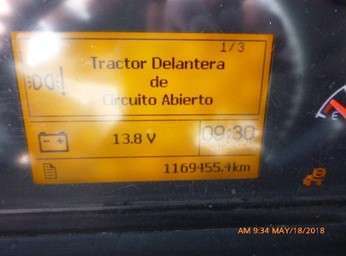 1/3
Tractor Delantera
de
Circuito Abierto
13.8 V
09:30
1169455.4km
AM 9:34 MAY/18/2018